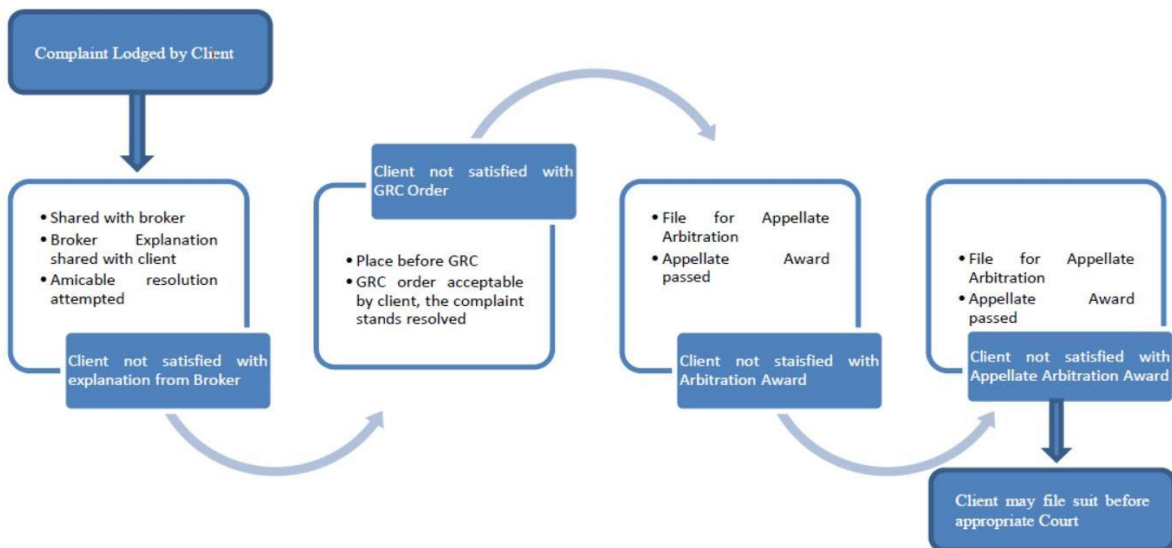 Complaint Lodged by Client
• Shared with broker
• Broker Explanation
shared with client
• Amicable resolution
attempted
Client not satisfied with
explanation from Broker
Client not satisfied with
GRC Order
• Place before GRC
• GRC order acceptable
by client, the complaint
stands resolved
• File for Appellate
Arbitration
• Appellate Award
passed
Client not staisfied with
Arbitration Award
• File for Appellate
Arbitration
• Appellate Award
passed
Client not satisfied with
Appellate Arbitration Award
Client may file suit before
appropriate Court